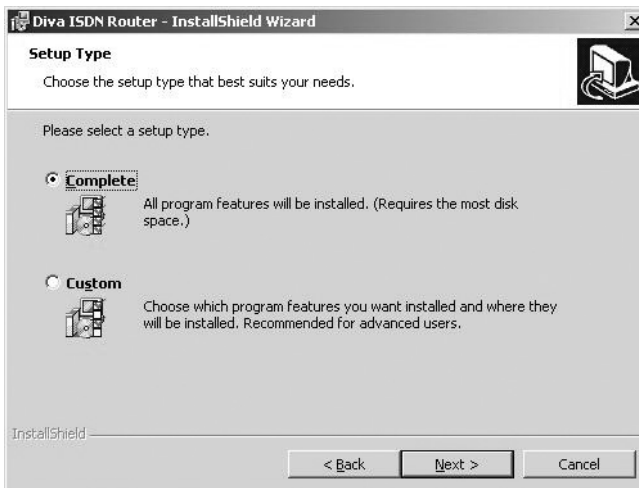 Diva ISDN Router - InstallShield Wizard
Setup Type
Choose the setup type that best suits your needs.
Please select a setup type.
Complete
All program features will be installed. (Requires the most disk
space.)
Custom
Choose which program features you want installed and where they
will be installed. Recommended for advanced users.
InstallShield
< Back
Next >
Cancel